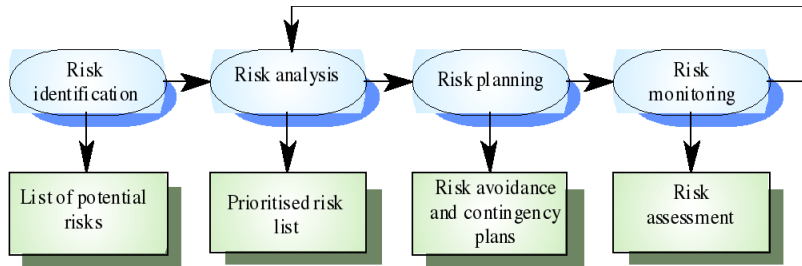 Risk
identification
Risk analysis
Risk planning
Risk
monitoring
List of potential
risks
Prioritised risk
list
Risk avoidance
and contingency
plans
Risk
assessment